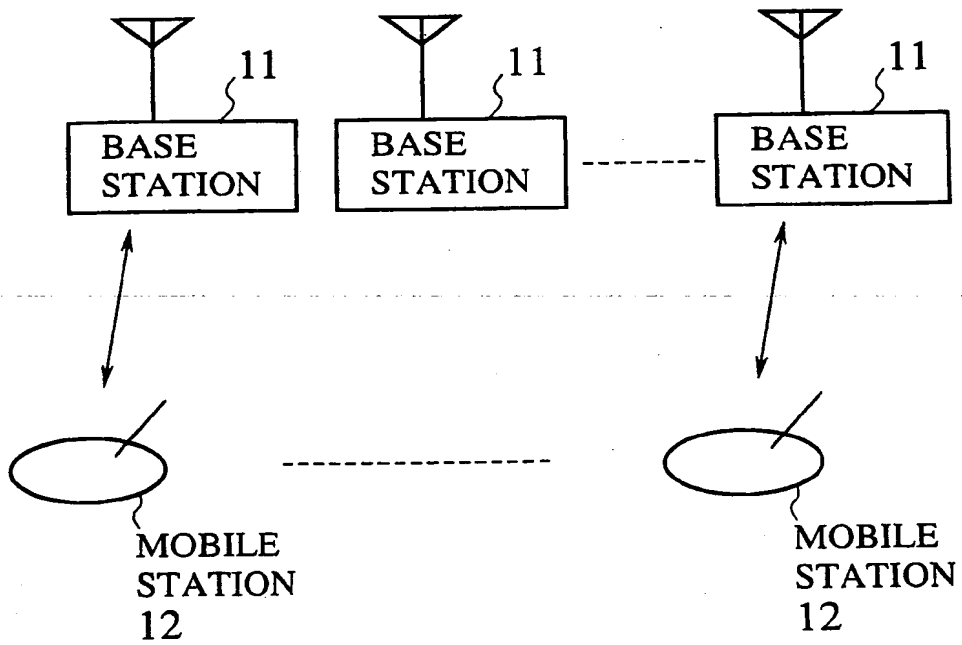 11
11
11
BASE
STATION
BASE
STATION
BASE
STATION
MOBILE
STATION
12
MOBILE
STATION
12